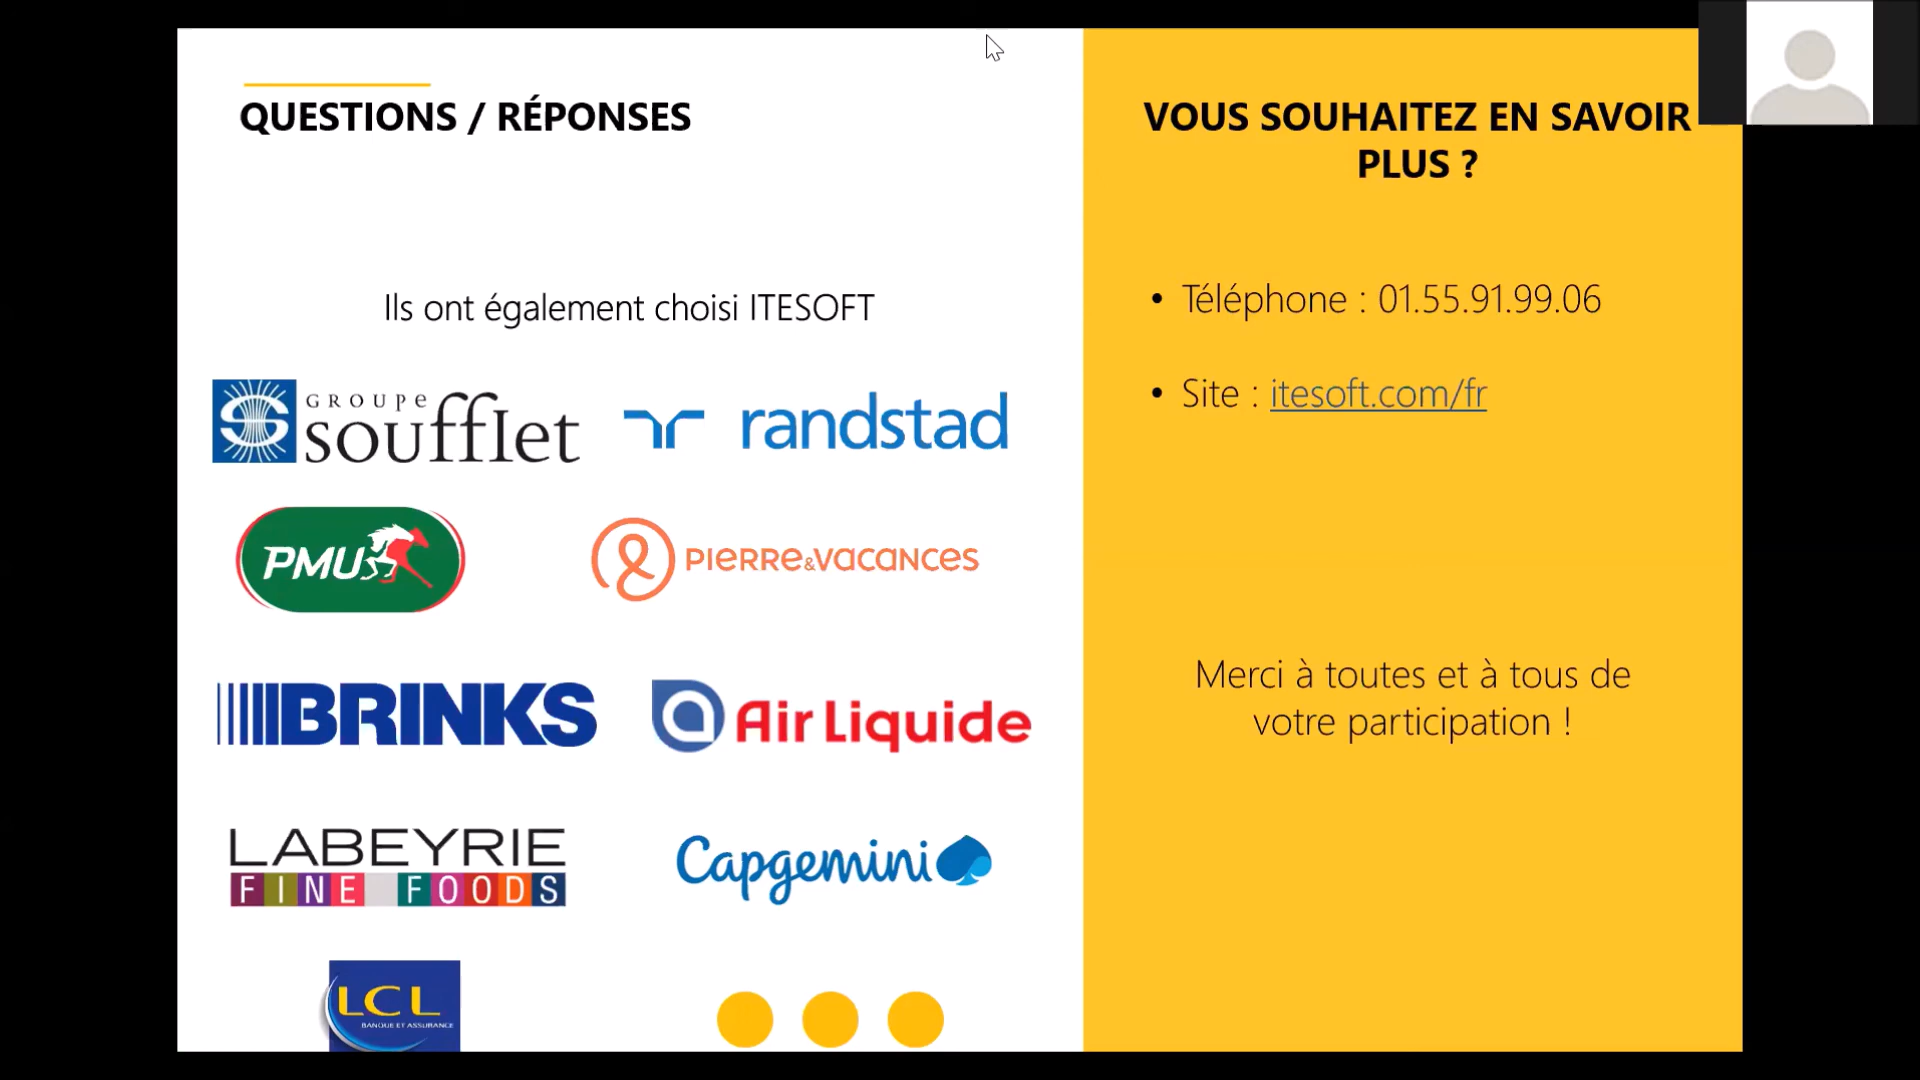 QUESTIONS / RÉPONSES
Ils ont également choisi ITESOFT
GROUPE
soufflet
randstad
PMU
PIERRE&VACANCES
BRINKS
Air Liquide
LABEYRIE
FINE FOODS
Capgemini
LCL
BANQUE ET ASSURANCE
VOUS SOUHAITEZ EN SAVOIR
PLUS ?
• Téléphone : 01.55.91.99.06
• Site : itesoft.com/fr
Merci à toutes et à tous de
votre participation !